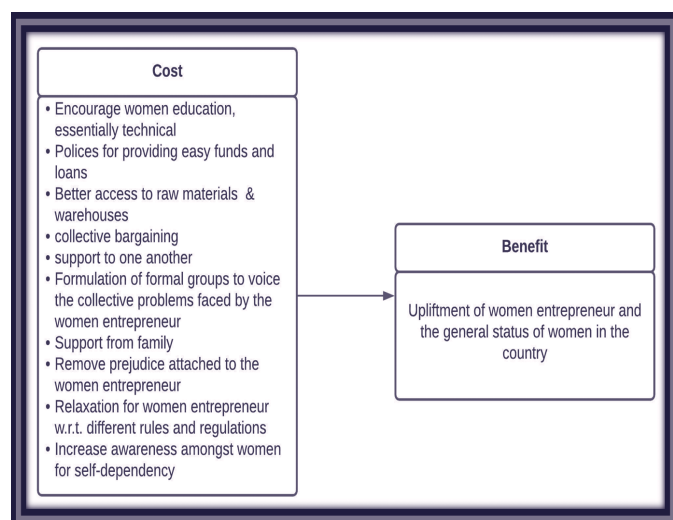 Cost
• Encourage women education,
essentially technical
• Polices for providing easy funds and
loans
• Better access to raw materials &
warehouses
• collective bargaining
• support to one another
• Formulation of formal groups to voice
the collective problems faced by the
women entrepreneur
• Support from family
• Remove prejudice attached to the
women entrepreneur
• Relaxation for women entrepreneur
w.r.t. different rules and regulations
• Increase awareness amongst women
for self-dependency
Benefit
Upliftment of women entrepreneur and
the general status of women in the
country